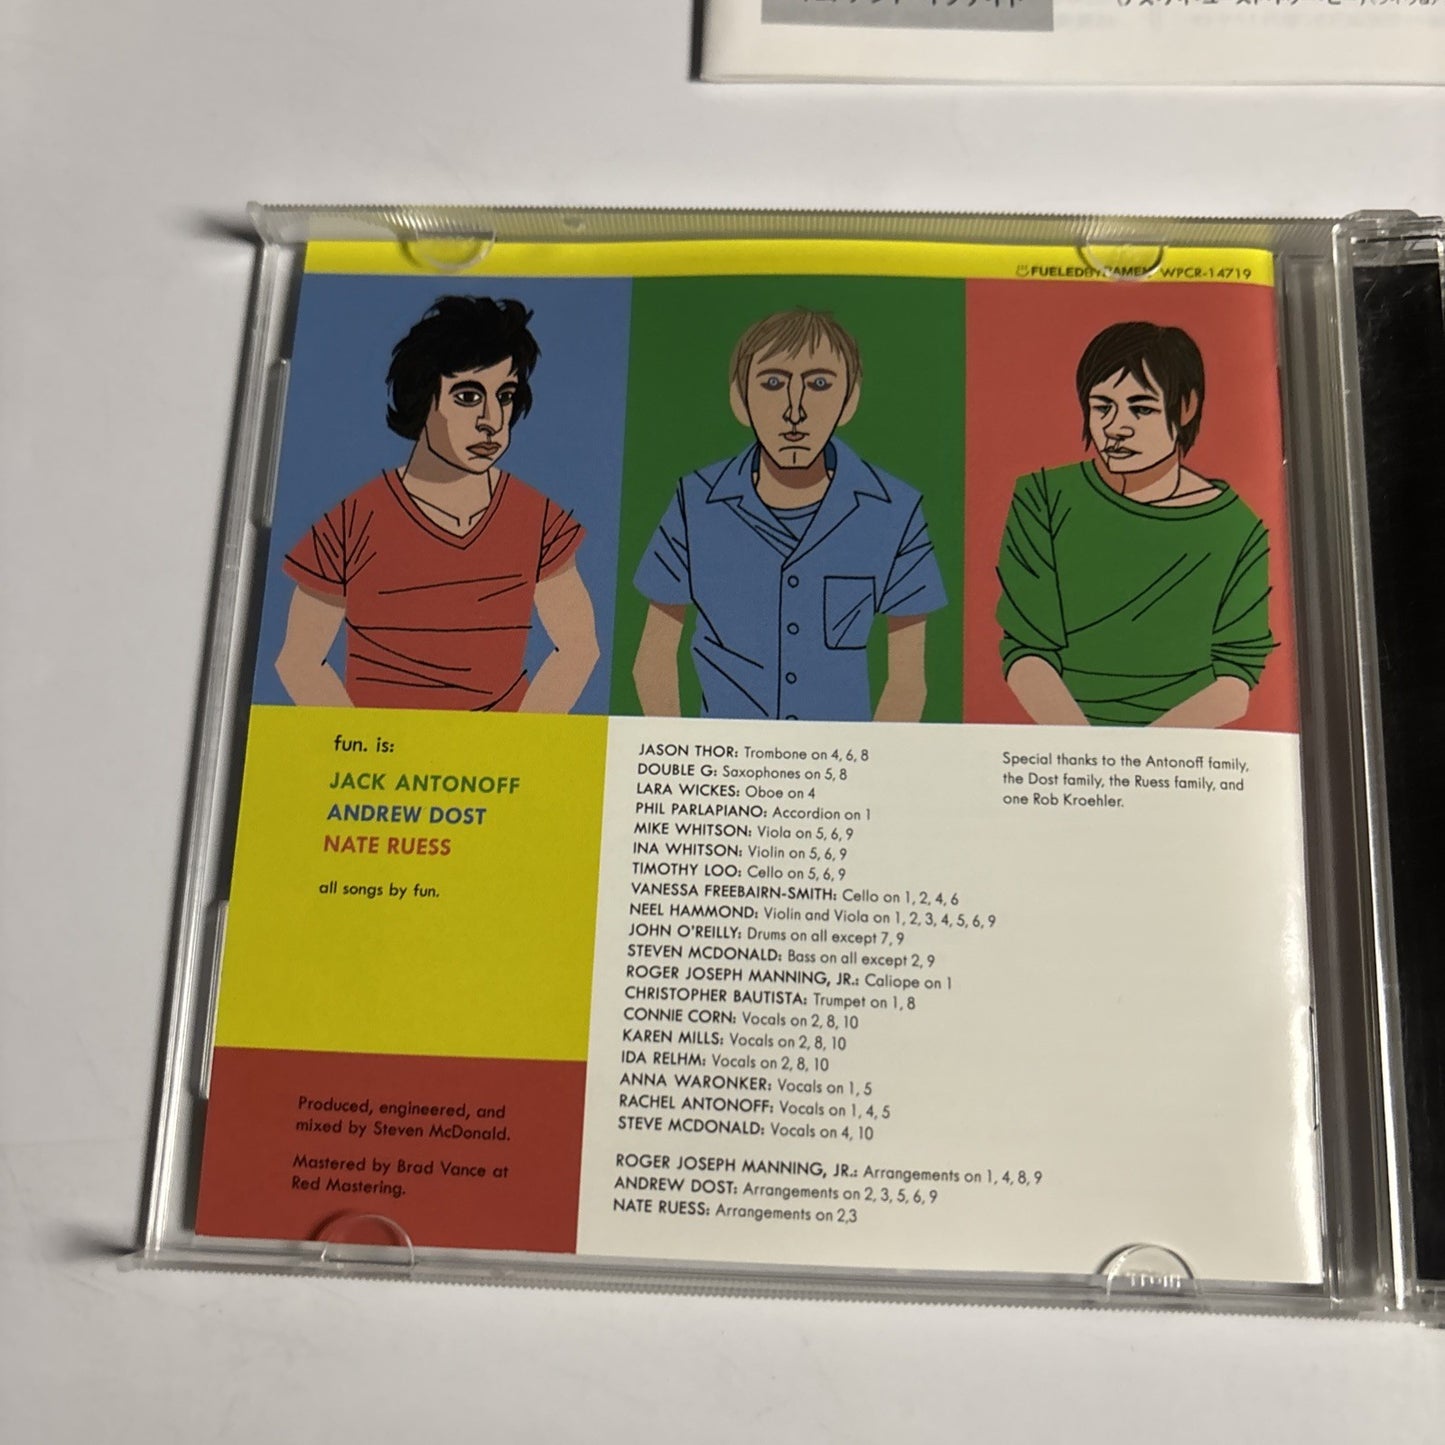 FUELEDBYRAMEN WPCR-14719
fun. is:
JACK ANTONOFF
ANDREW DOST
NATE RUESS
all songs by fun.
Produced, engineered, and
mixed by Steven McDonald.
Mastered by Brad Vance at
Red Mastering.
JASON THOR: Trombone on 4, 6, 8
DOUBLE G: Saxophones on 5, 8
LARA WICKES: Oboe on 4
PHIL PARLAPIANO: Accordion on 1
MIKE WHITSON: Viola on 5, 6, 9
INA WHITSON: Violin on 5, 6, 9
TIMOTHY LOO: Cello on 5, 6, 9
VANESSA FREEBAIRN-SMITH: Cello on 1, 2, 4, 6
NEEL HAMMOND: Violin and Viola on 1, 2, 3, 4, 5, 6, 9
JOHN O'REILLY: Drums on all except 7, 9
STEVEN MCDONALD: Bass on all except 2, 9
ROGER JOSEPH MANNING, JR.: Caliope on 1
CHRISTOPHER BAUTISTA: Trumpet on 1, 8
CONNIE CORN: Vocals on 2, 8, 10
KAREN MILLS: Vocals on 2, 8, 10
IDA RELHM: Vocals on 2, 8, 10
ANNA WARONKER: Vocals on 1, 5
RACHEL ANTONOFF: Vocals on 1, 4, 5
STEVE MCDONALD: Vocals on 4, 10
ROGER JOSEPH MANNING, JR.: Arrangements on 1, 4, 8, 9
ANDREW DOST: Arrangements on 2, 3, 5, 6, 9
NATE RUESS: Arrangements on 2,3
Special thanks to the Antonoff family,
the Dost family, the Ruess family, and
one Rob Kroehler.